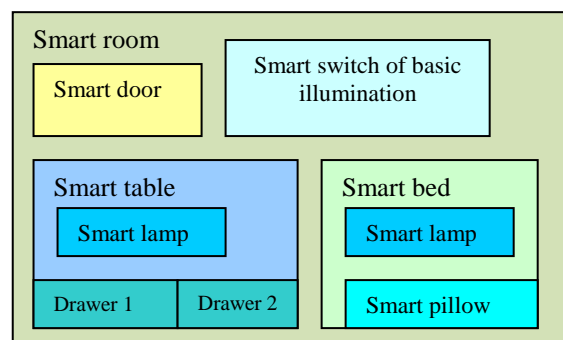 Smart room
Smart door
Smart switch of basic
illumination
Smart table
Smart lamp
Drawer 1
Drawer 2
Smart bed
Smart lamp
Smart pillow